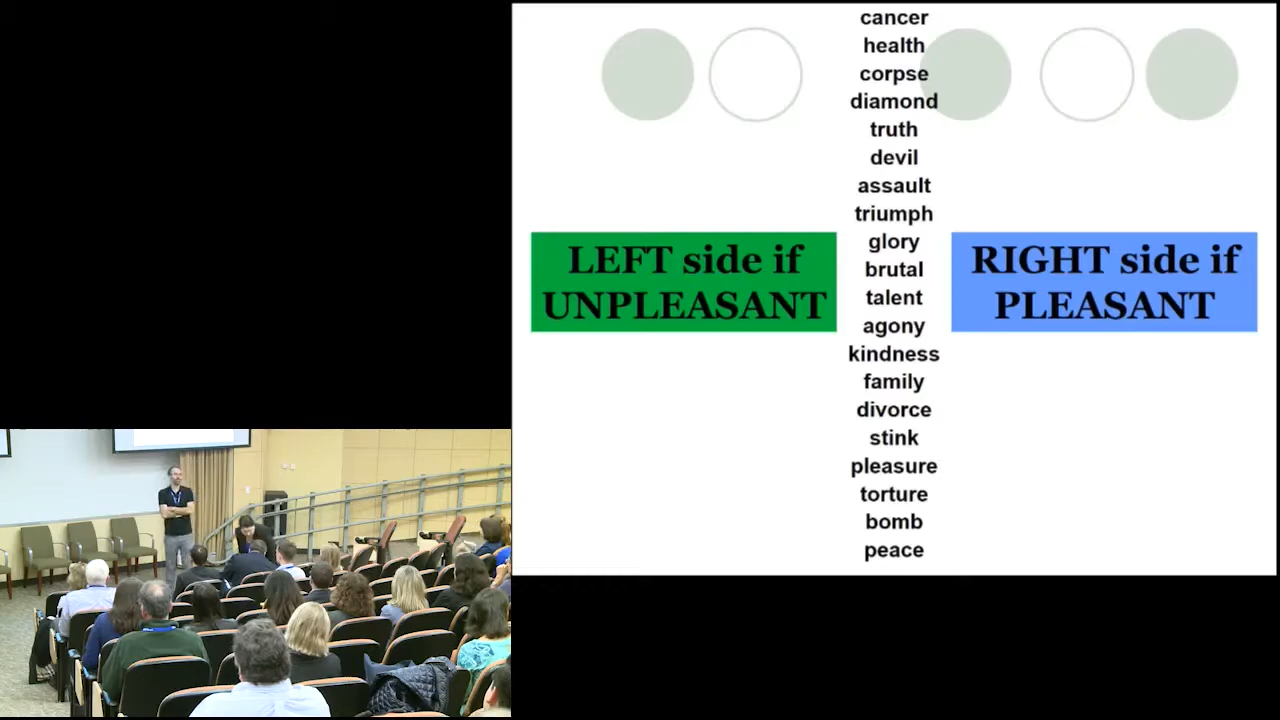 cancer
health
corpse
diamond
truth
devil
assault
triumph
glory
brutal
talent
agony
kindness
family
divorce
stink
pleasure
torture
bomb
peace
LEFT side if
UNPLEASANT
RIGHT side if
PLEASANT